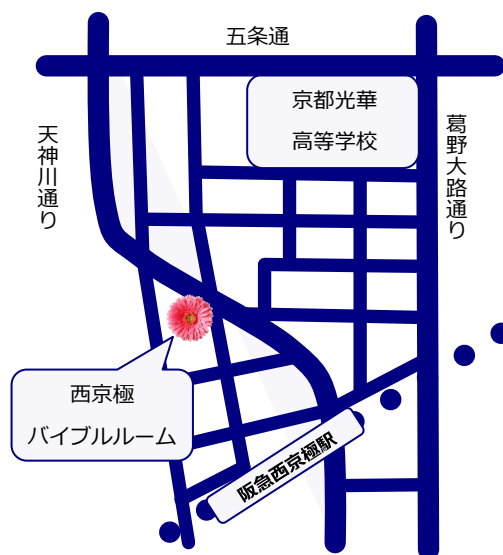 五条通
京都光華
高等学校
天神川通り
葛野大路通り
西京極
バイブルルーム
阪急西京極駅